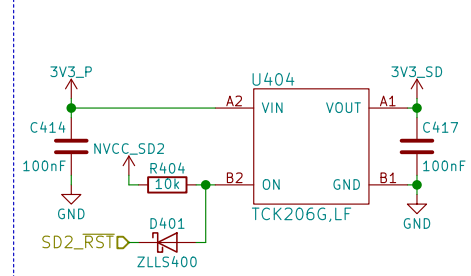 3V3_P
U404
3V3_SD
A2
VIN
VOUT
A1
C414
C417
100nF
NVCC_SD2
100nF
R404
10k
B2
ON
GND
B1
GND
TCK206G,LF
GND
D401
SD2_RST
ZLLS400